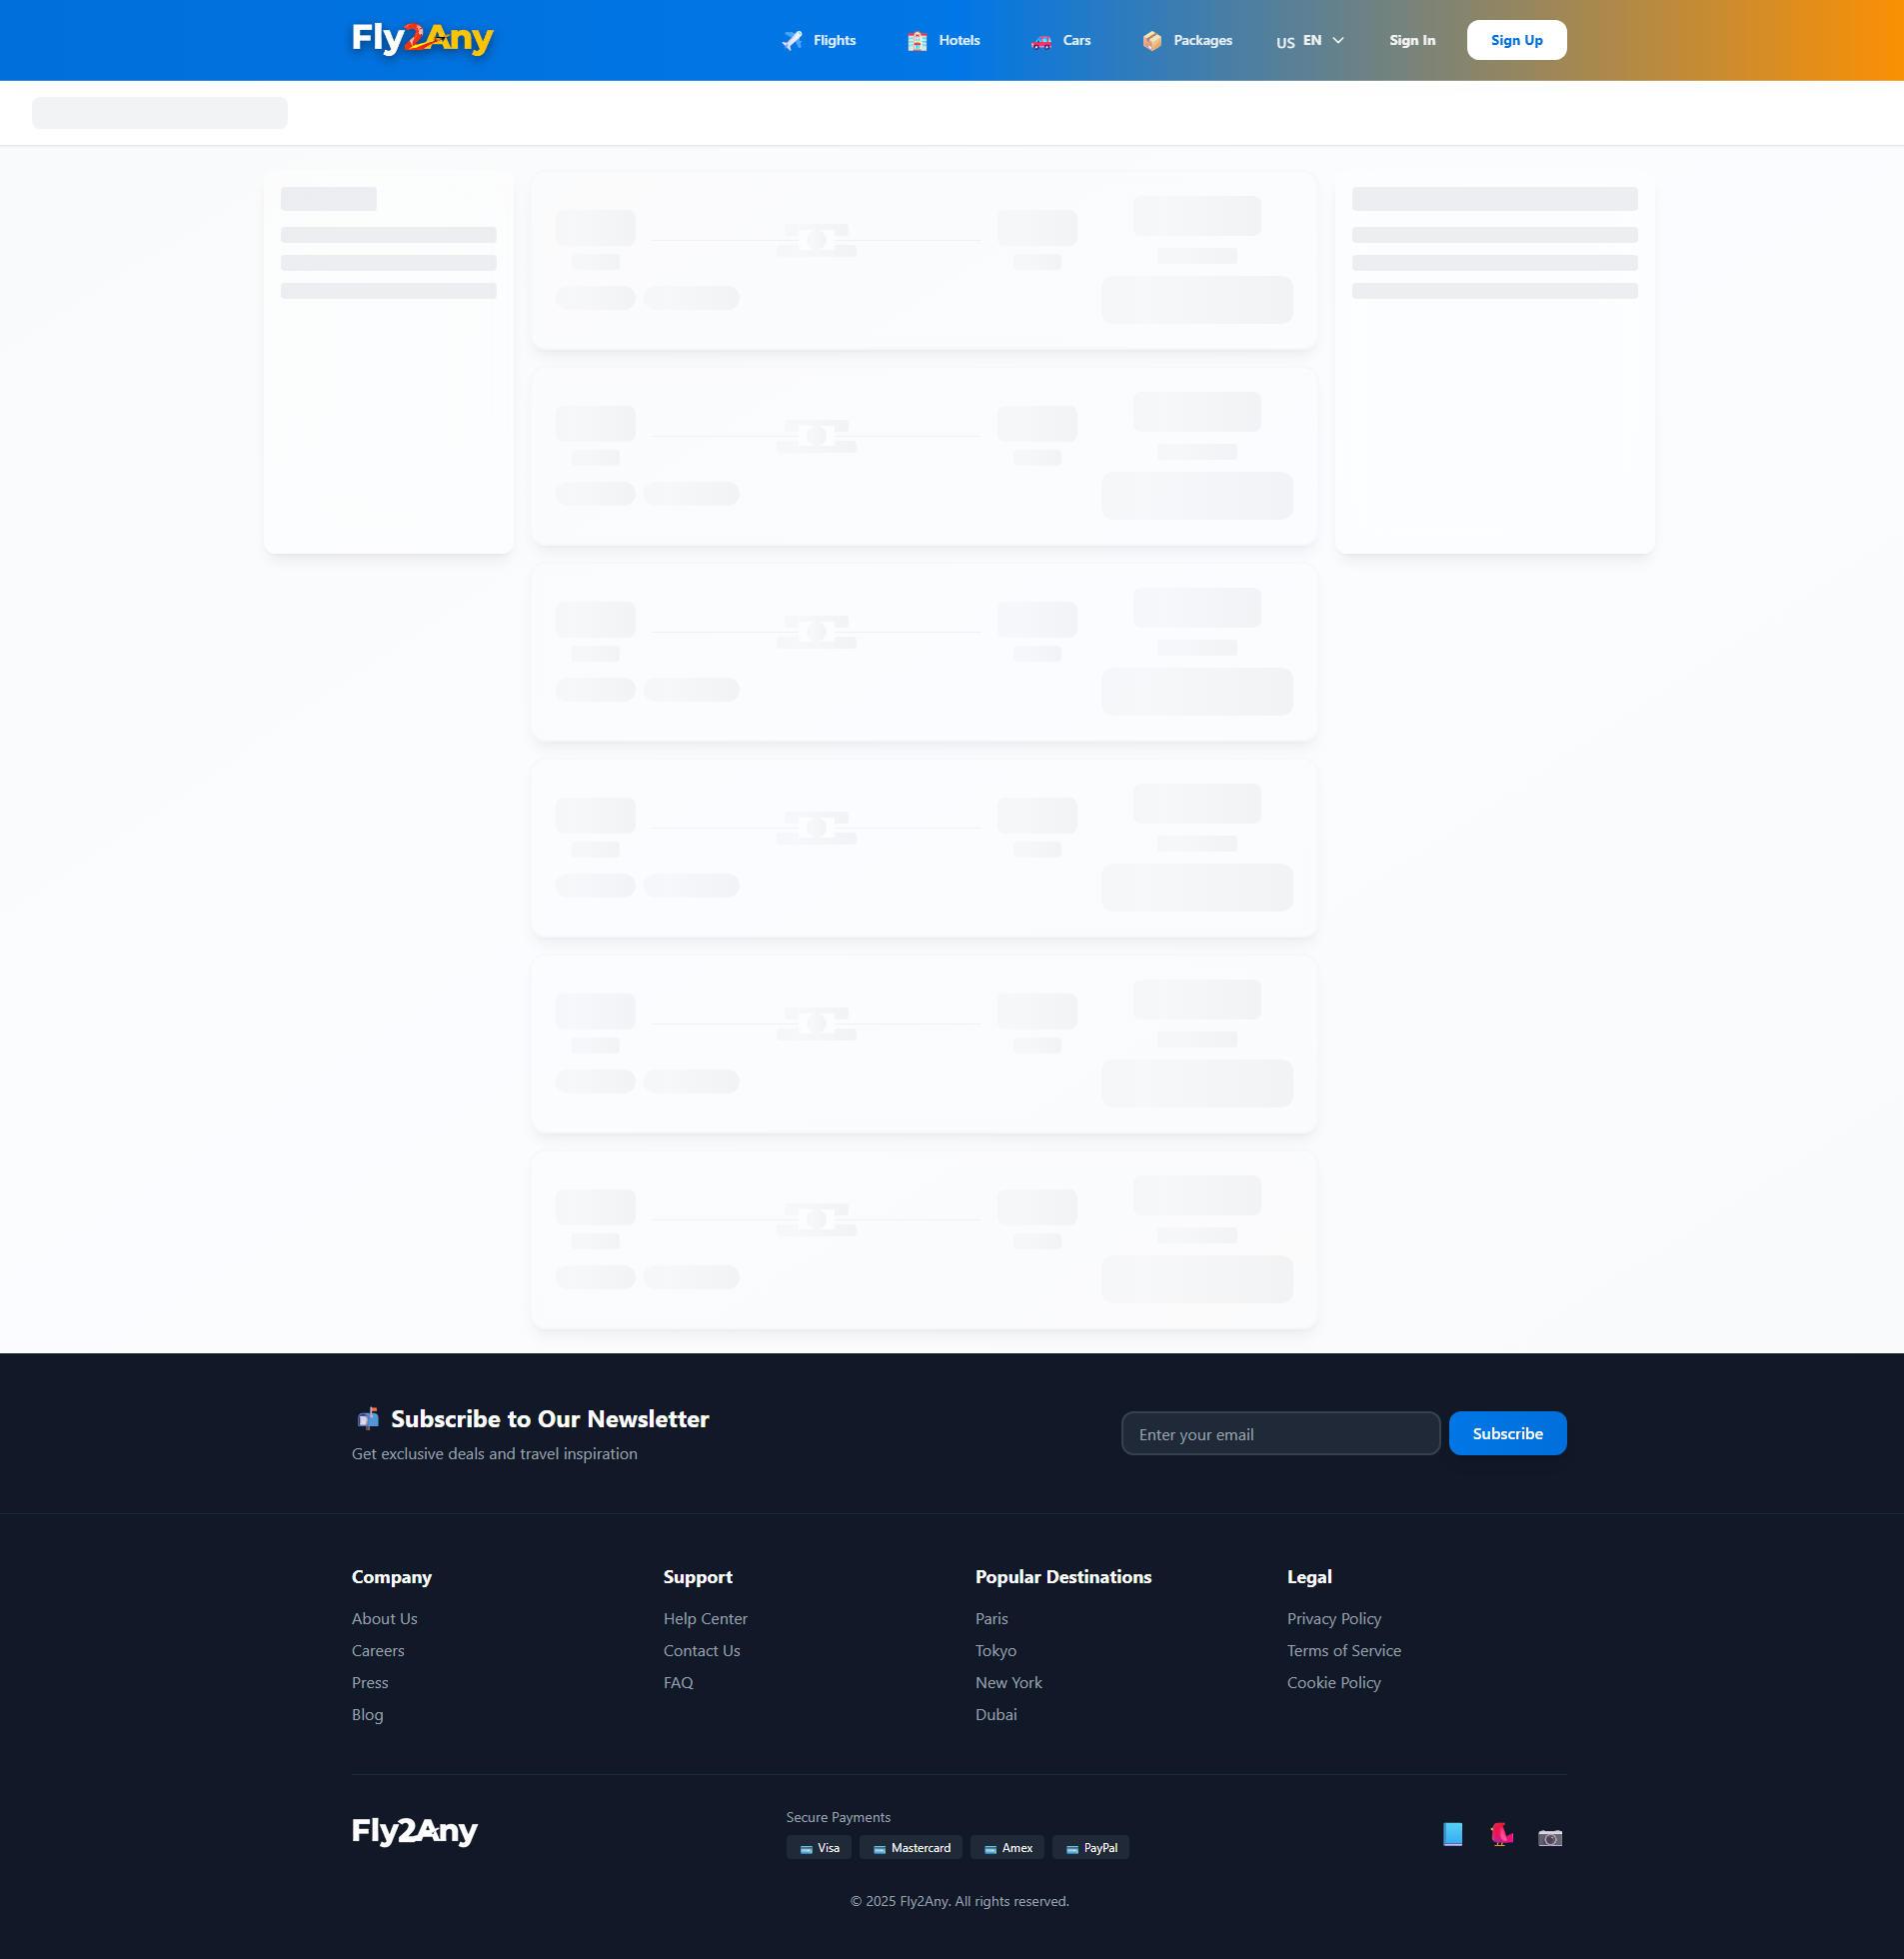 Fly2Any
Flights
Hotels
Cars
Packages
US EN
Sign In
Sign Up
Subscribe to Our Newsletter
Get exclusive deals and travel inspiration
Enter your email
Subscribe
Company
About Us
Careers
Press
Blog
Support
Help Center
Contact Us
FAQ
Popular Destinations
Paris
Tokyo
New York
Dubai
Legal
Privacy Policy
Terms of Service
Cookie Policy
Fly2Any
Secure Payments
Visa
Mastercard
Amex
PayPal
© 2025 Fly2Any. All rights reserved.